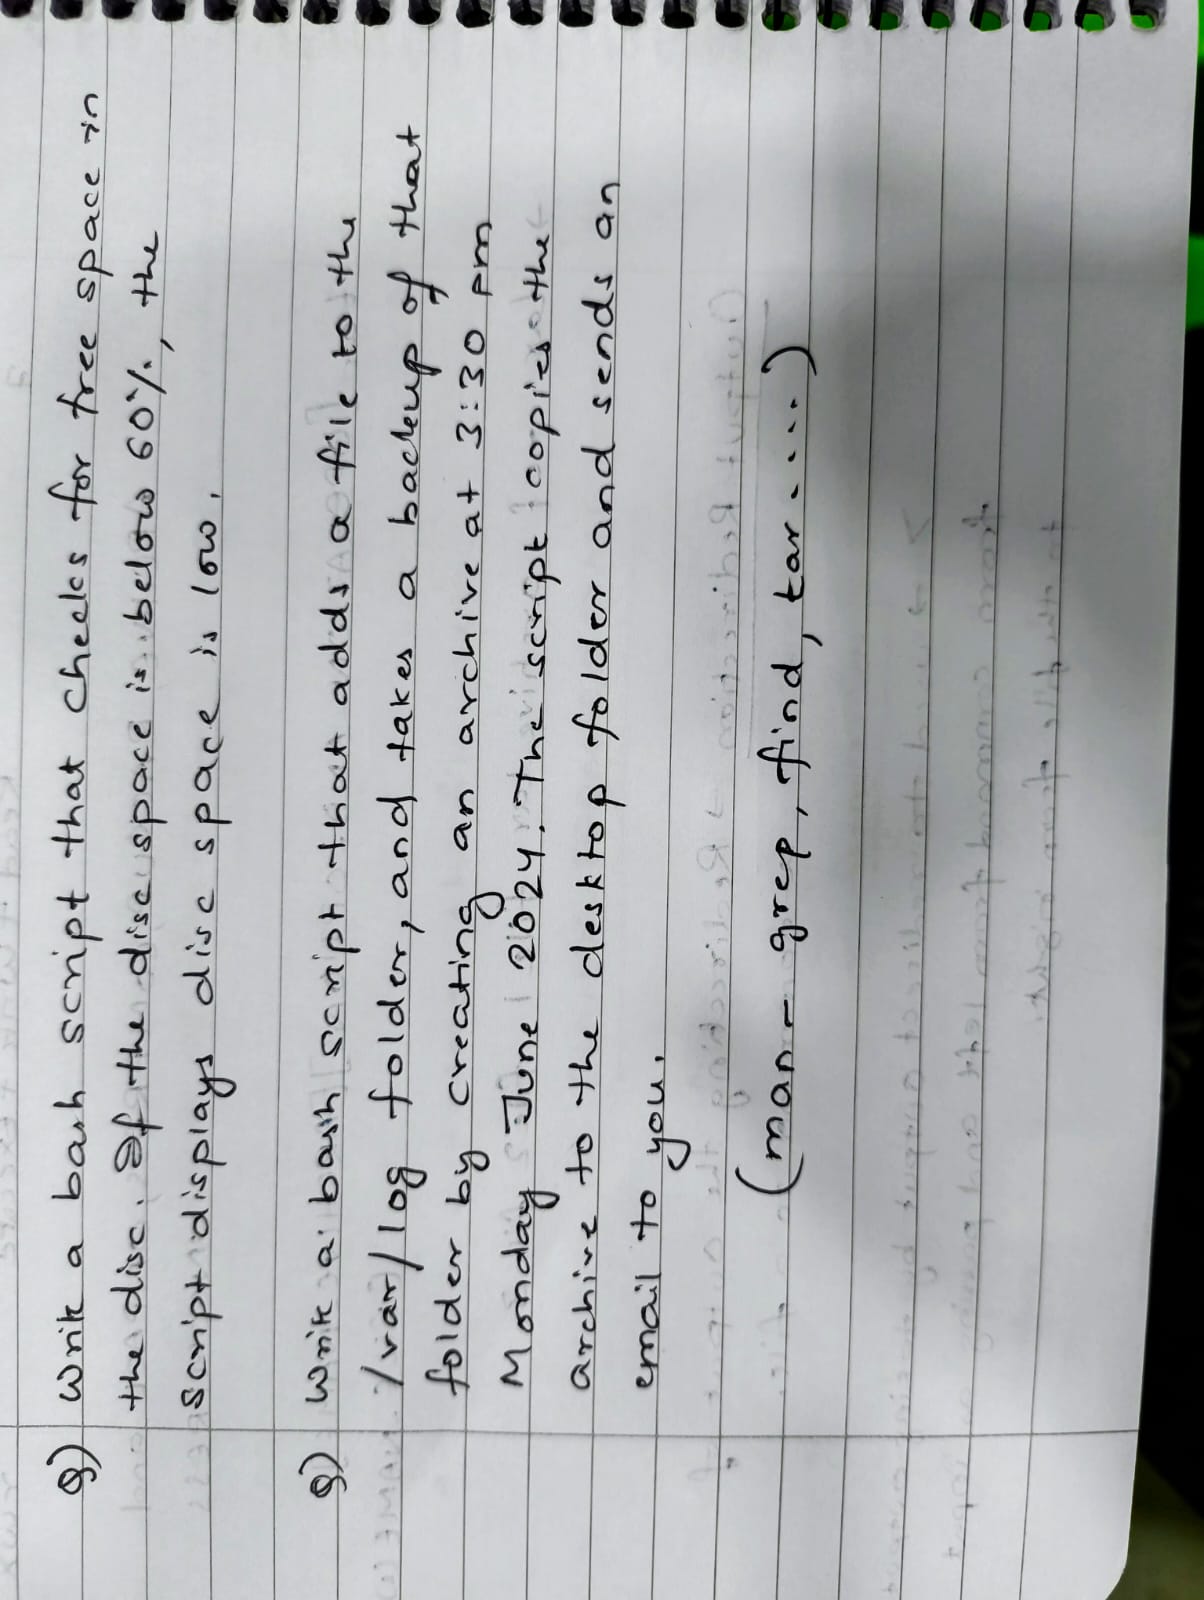 Q) Write a bash script that checks for free space in
the disc. If the disc space is below 60%, the
script displays disc space is low.
Q) Write a bash script that adds a file to the
/var/log folder, and takes a backup of that
folder by creating an archive at 3:30 pm
Monday June 2024. The script copies the
archive to the desktop folder and sends an
email to you.
(man - grep, find, tar ....)